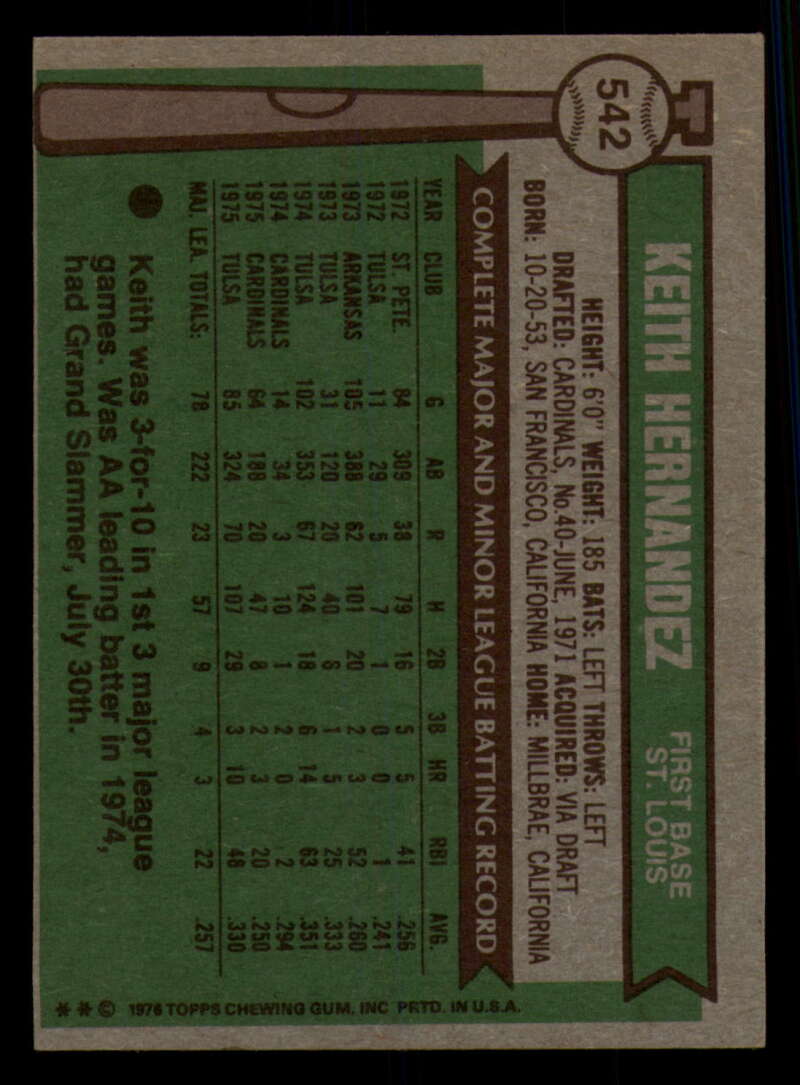 542
KEITH HERNANDEZ
FIRST BASE
ST. LOUIS
HEIGHT: 6'0" WEIGHT: 185 BATS: LEFT THROWS: LEFT
DRAFTED: CARDINALS, No.40-JUNE, 1971 ACQUIRED: VIA DRAFT
BORN: 10-20-53, SAN FRANCISCO, CALIFORNIA HOME: MILLBRAE, CALIFORNIA
COMPLETE MAJOR AND MINOR LEAGUE BATTING RECORD
YEAR CLUB G AB R H 2B 3B HR RBI AVG.
1972 ST. PETE. 84 309 38 79 16 5 5 41 .256
1972 TULSA 11 29 5 7 1 0 0 1 .241
1973 ARKANSAS 105 388 62 101 20 2 3 52 .260
1973 TULSA 31 120 20 40 8 1 5 25 .333
1974 TULSA 102 353 67 124 18 6 14 63 .351
1974 CARDINALS 14 34 3 10 1 2 0 2 .294
1975 CARDINALS 64 188 20 47 8 2 3 20 .250
1975 TULSA 85 324 70 107 29 3 10 48 .330
MAJ. LEA. TOTALS: 78 222 23 57 9 4 3 22 .257
Keith was 3-for-10 in 1st 3 major league
games. Was AA leading batter in 1974,
had Grand Slammer, July 30th.
* * © 1976 TOPPS CHEWING GUM, INC PRTD. IN U.S.A.